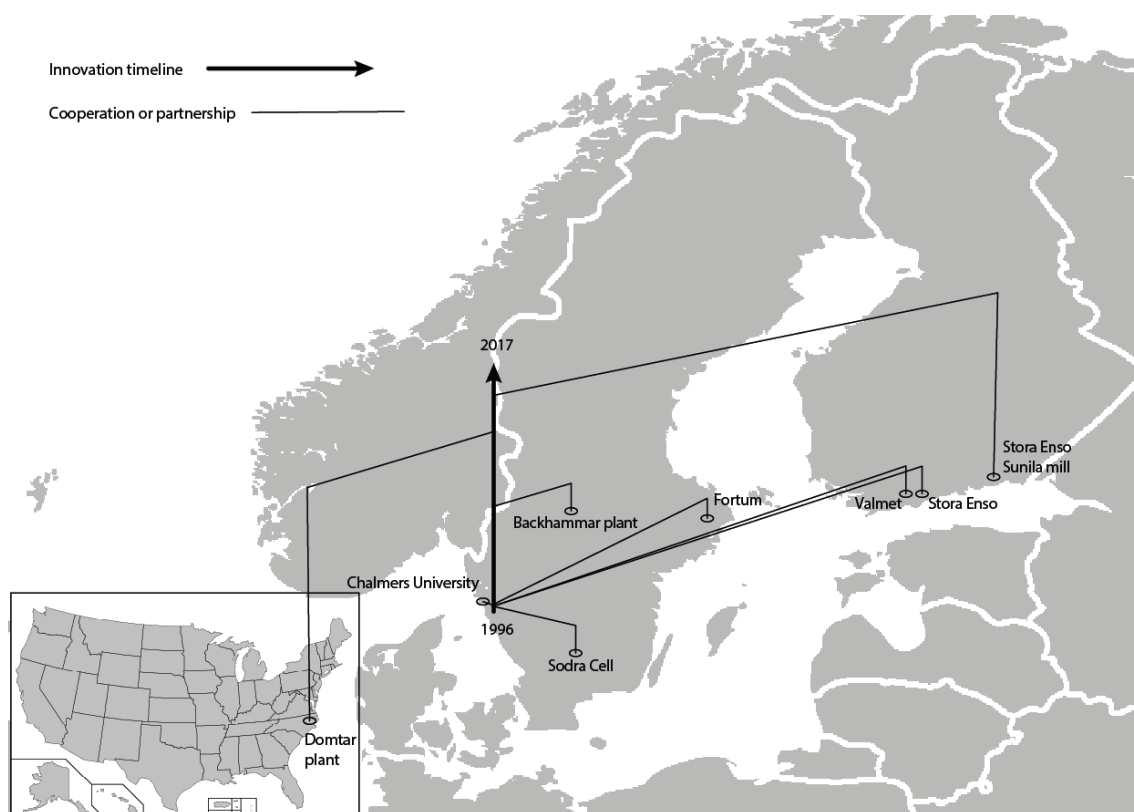 Innovation timeline
Cooperation or partnership
2017
Stora Enso
Sunila mill
Fortum
Valmet
Stora Enso
Backhammar plant
Chalmers University
1996
Sodra Cell
Domtar
plant